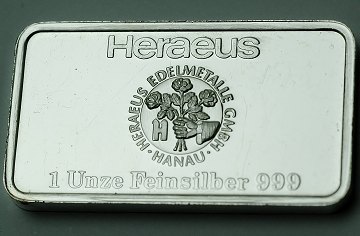 Heraeus
HERAEUS EDELMETALLE GMBH
H
· HANAU ·
1 Unze Feinsilber 999